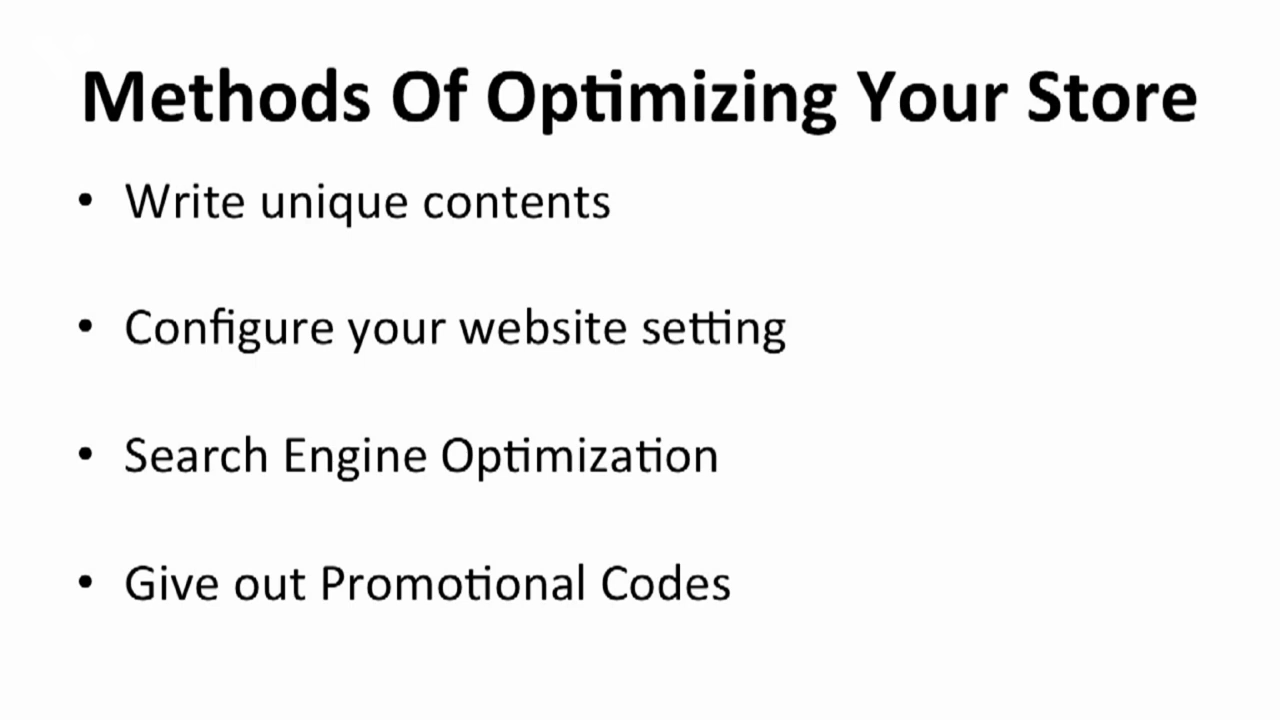 Methods Of Optimizing Your Store
• Write unique contents
• Configure your website setting
• Search Engine Optimization
• Give out Promotional Codes